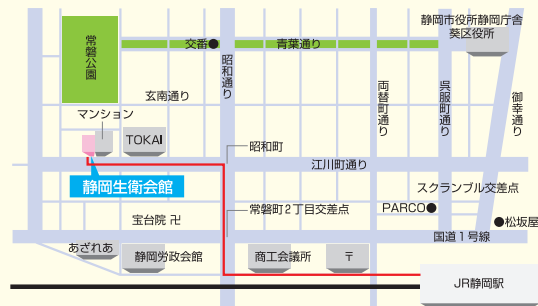 静岡市役所静岡庁舎
葵区役所
常磐公園
交番
青葉通り
昭和通り
両替町通り
呉服町通り
御幸通り
玄南通り
マンション
TOKAI
昭和町
江川町通り
静岡生衛会館
スクランブル交差点
宝台院 卍
常磐町2丁目交差点
PARCO
松坂屋
国道1号線
あざれあ
静岡労政会館
商工会議所
〒
JR静岡駅